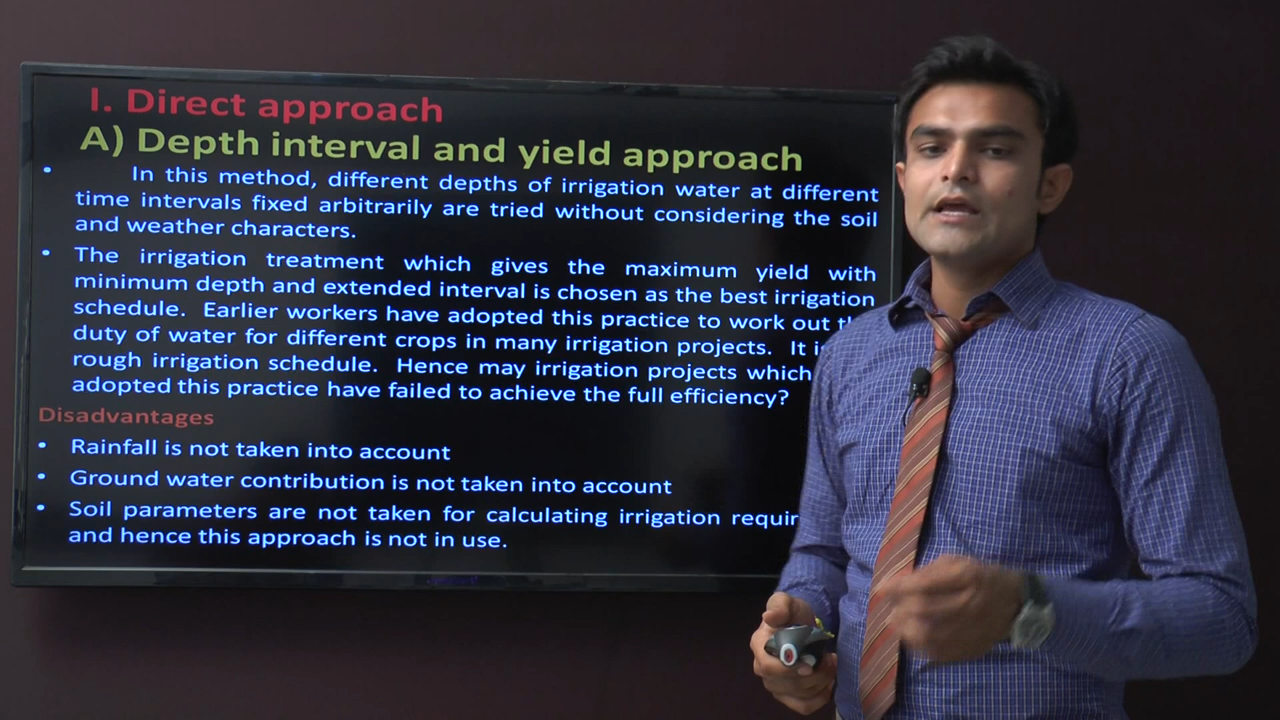 I. Direct approach
A) Depth interval and yield approach
• In this method, different depths of irrigation water at different
time intervals fixed arbitrarily are tried without considering the soil
and weather characters.
• The irrigation treatment which gives the maximum yield with
minimum depth and extended interval is chosen as the best irrigation
schedule. Earlier workers have adopted this practice to work out
duty of water for different crops in many irrigation projects. It
rough irrigation schedule. Hence may irrigation projects which
adopted this practice have failed to achieve the full efficiency?
Disadvantages
• Rainfall is not taken into account
• Ground water contribution is not taken into account
• Soil parameters are not taken for calculating irrigation
and hence this approach is not in use.